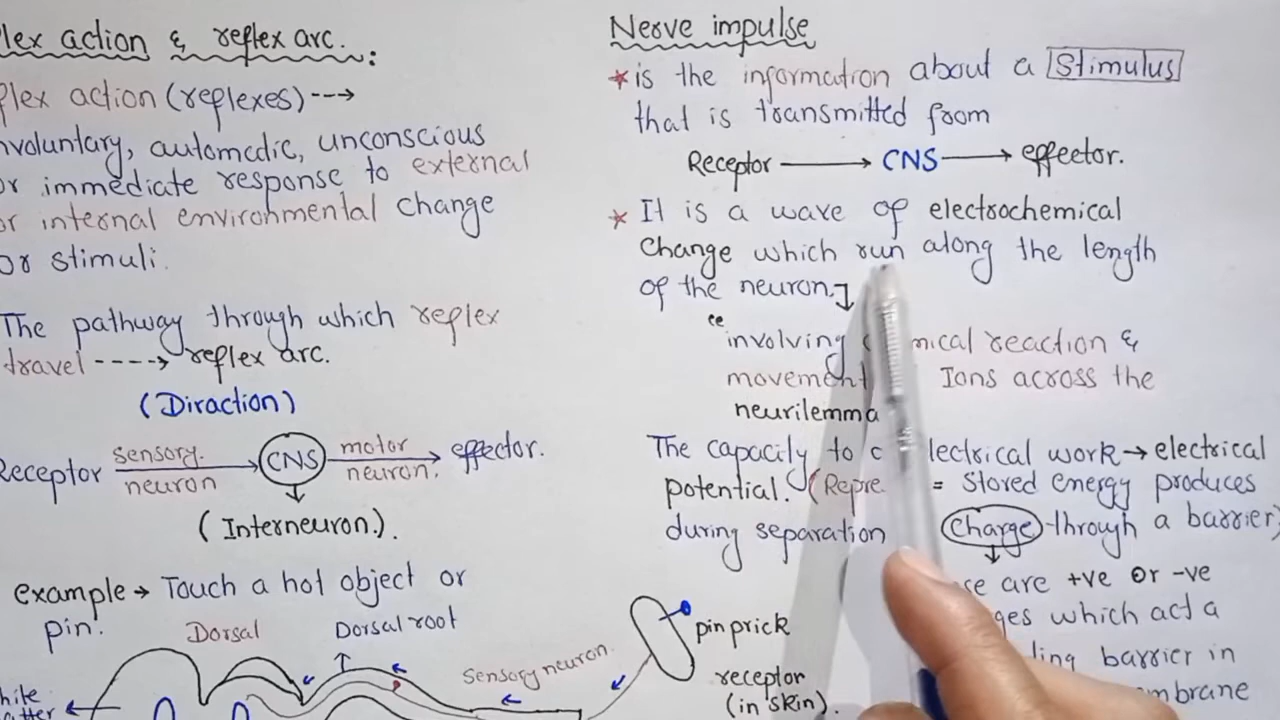 lex action & reflex arc.:
flex action (reflexes) --->
nvoluntary, automadic, unconscious
or immediate response to external
or internal environmental change
or stimuli.
The pathway through which reflex
travel ----> reflex arc.
(Diraction)
Receptor sensory neuron → CNS motor neuron. → effector.
(Interneuron.).
example → Touch a hot object or
pin.
Dorsal
Dorsal root
Sensory neuron.
pin prick
receptor
(in skin).
Nerve impulse
* is the information about a Stimulus
that is transmitted from
Receptor → CNS → effector.
* It is a wave of electrochemical
change which run along the length
of the neuron.
involving mical reaction &
movement Ions across the
neurilemma
The capacity to lectrical work → electrical
potential. (Repre = stored energy produces
during separation Charge through a barrier)
se are +ve or -ve
ges which act a
ling barrier in
mbrane